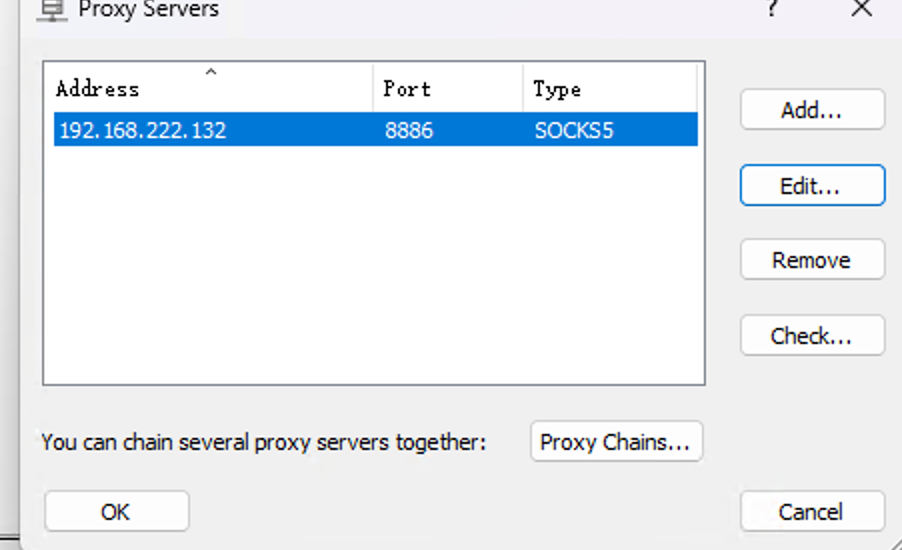 Proxy Servers ? ×
Address Port Type
192.168.222.132 8886 SOCKS5
Add...
Edit...
Remove
Check...
You can chain several proxy servers together: Proxy Chains...
OK Cancel